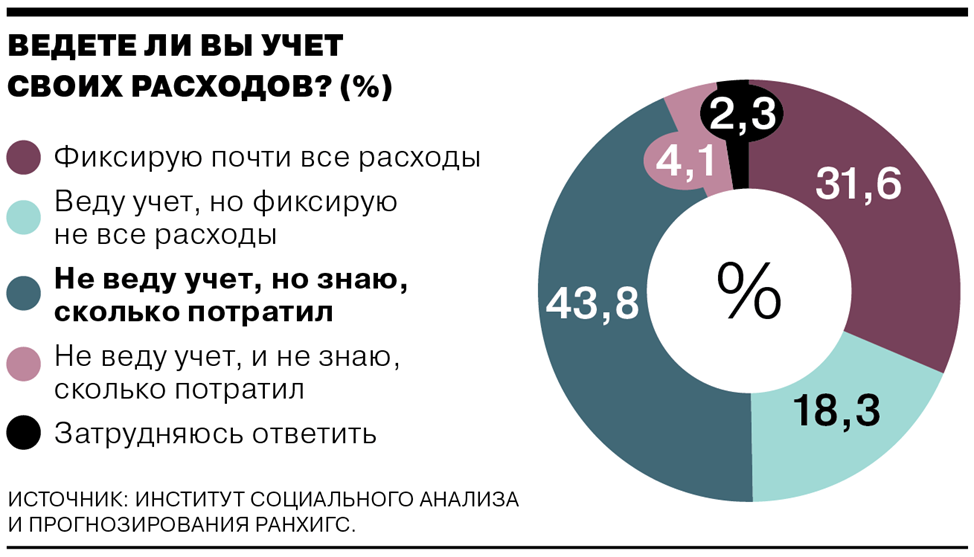 ВЕДЕТЕ ЛИ ВЫ УЧЕТ
СВОИХ РАСХОДОВ? (%)
Фиксирую почти все расходы
Веду учет, но фиксирую
не все расходы
Не веду учет, но знаю,
сколько потратил
Не веду учет, и не знаю,
сколько потратил
Затрудняюсь ответить
2,3
4,1
31,6
43,8
%
18,3
ИСТОЧНИК: ИНСТИТУТ СОЦИАЛЬНОГО АНАЛИЗА
И ПРОГНОЗИРОВАНИЯ РАНХИГС.